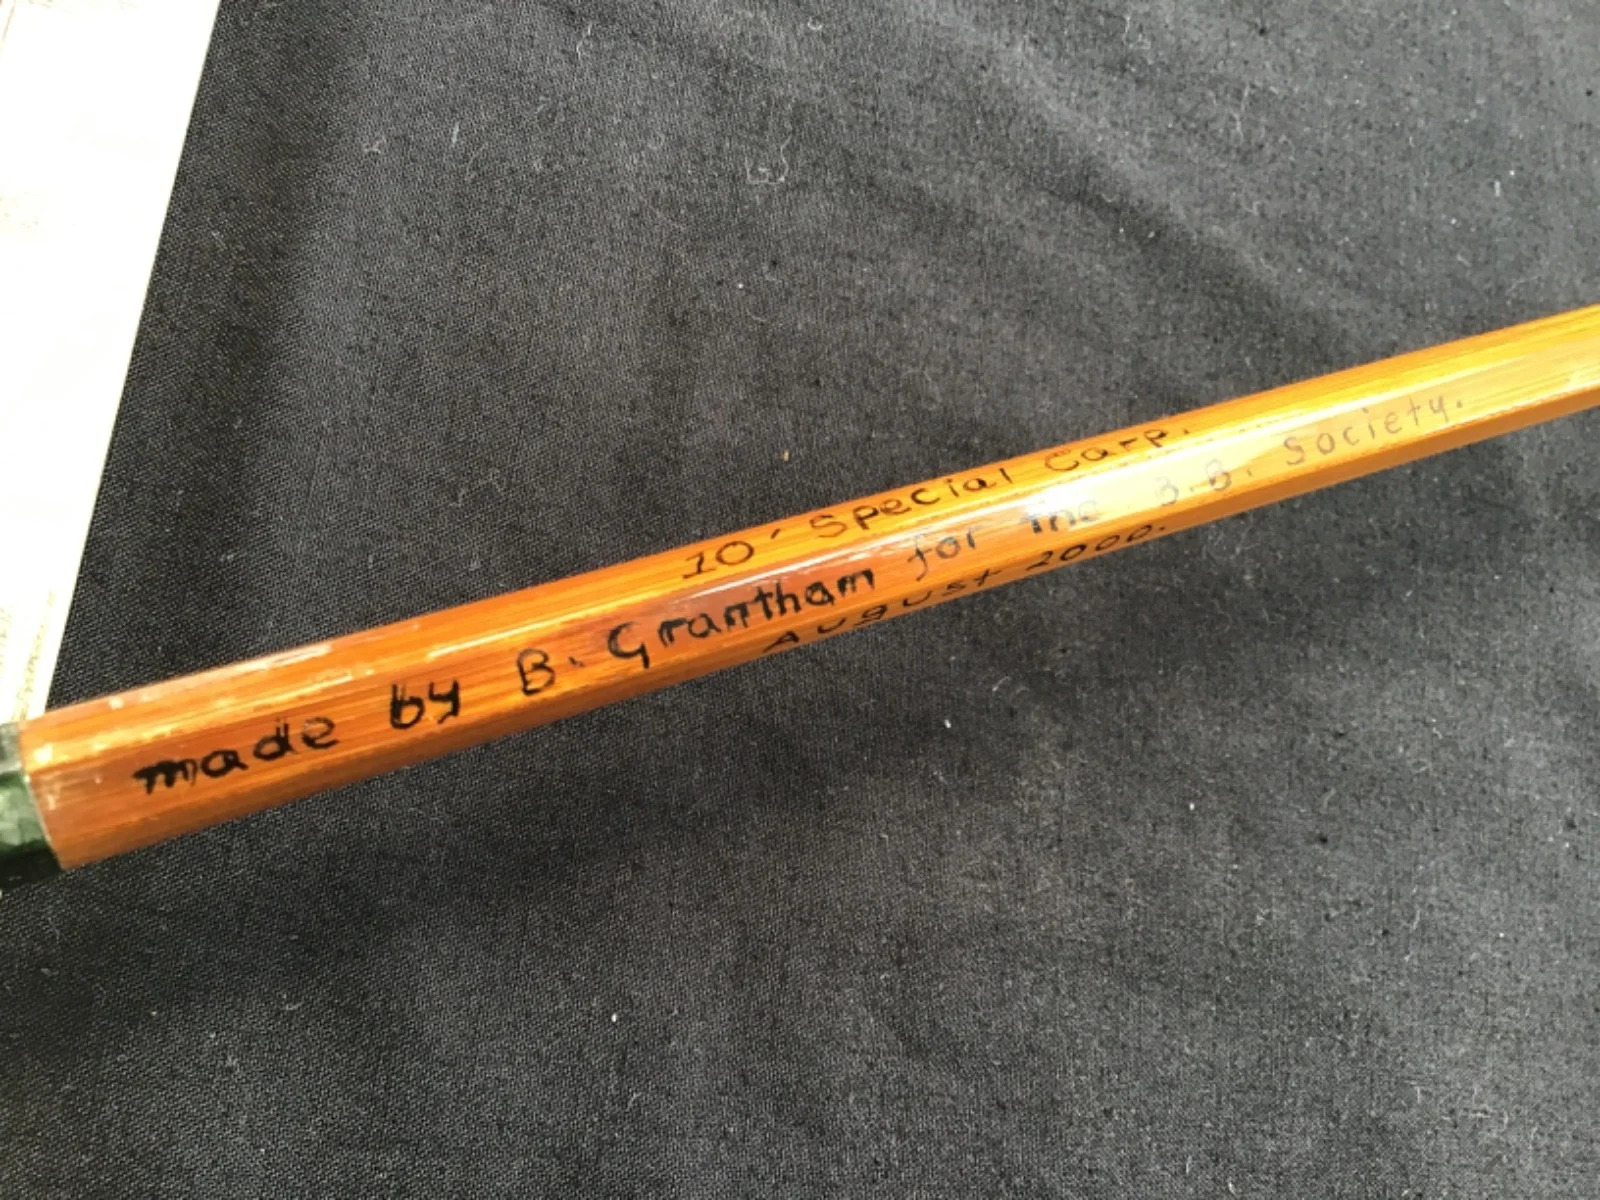 10' Special Carp.
made by B. Grantham for the B.B. Society.
August 2000.